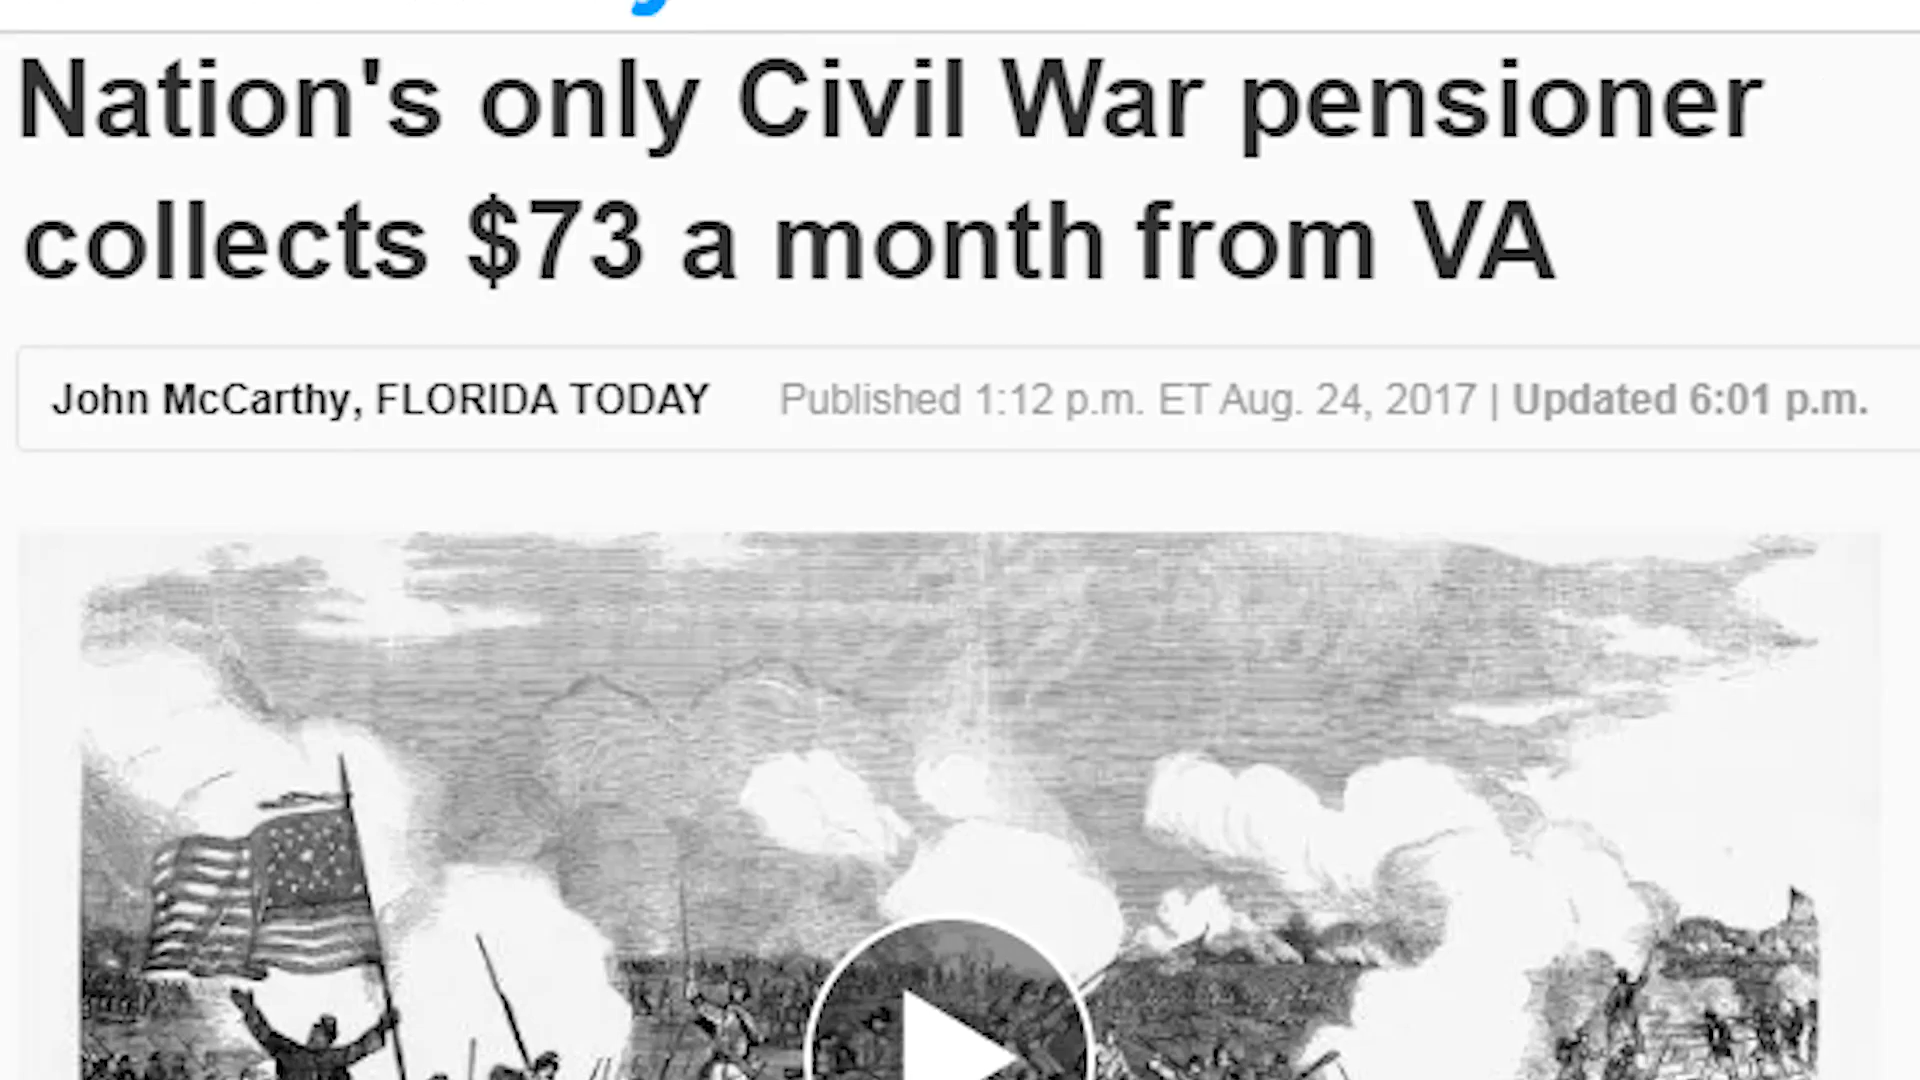 Nation's only Civil War pensioner
collects $73 a month from VA
John McCarthy, FLORIDA TODAY Published 1:12 p.m. ET Aug. 24, 2017 | Updated 6:01 p.m.